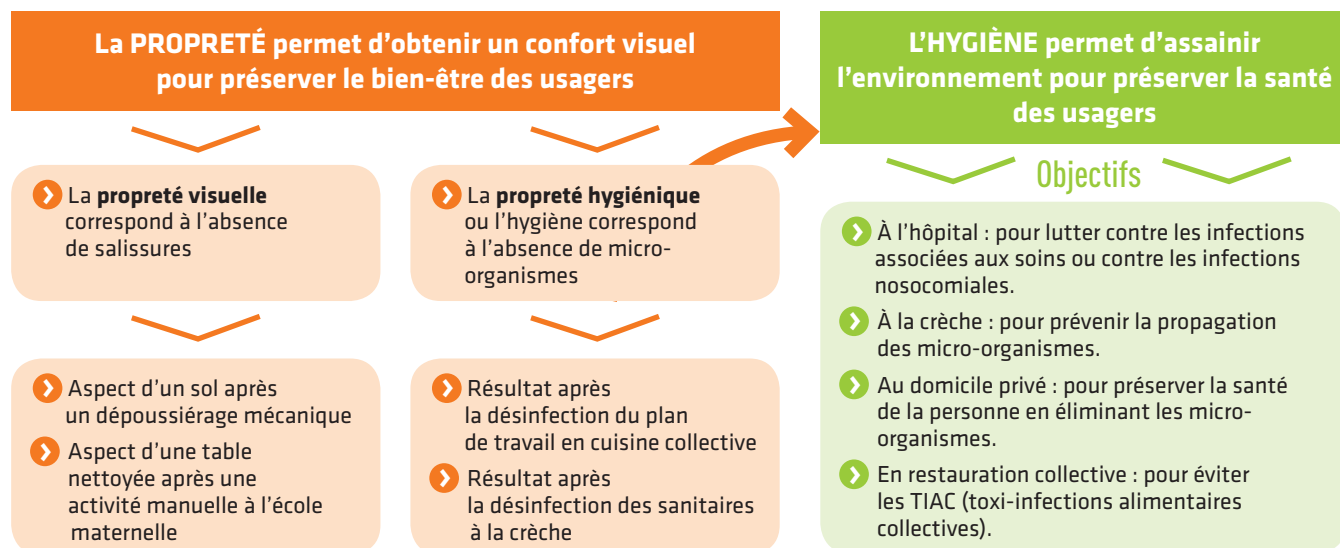 La PROPRETÉ permet d'obtenir un confort visuel
pour préserver le bien-être des usagers
La propreté visuelle
correspond à l'absence
de salissures
Aspect d'un sol après
un dépoussiérage mécanique
Aspect d'une table
nettoyée après une
activité manuelle à l'école
maternelle
La propreté hygiénique
ou l'hygiène correspond
à l'absence de micro-
organismes
Résultat après
la désinfection du plan
de travail en cuisine collective
Résultat après
la désinfection des sanitaires
à la crèche
L'HYGIÈNE permet d'assainir
l'environnement pour préserver la santé
des usagers
Objectifs
À l'hôpital : pour lutter contre les infections
associées aux soins ou contre les infections
nosocomiales.
À la crèche : pour prévenir la propagation
des micro-organismes.
Au domicile privé : pour préserver la santé
de la personne en éliminant les micro-
organismes.
En restauration collective : pour éviter
les TIAC (toxi-infections alimentaires
collectives).